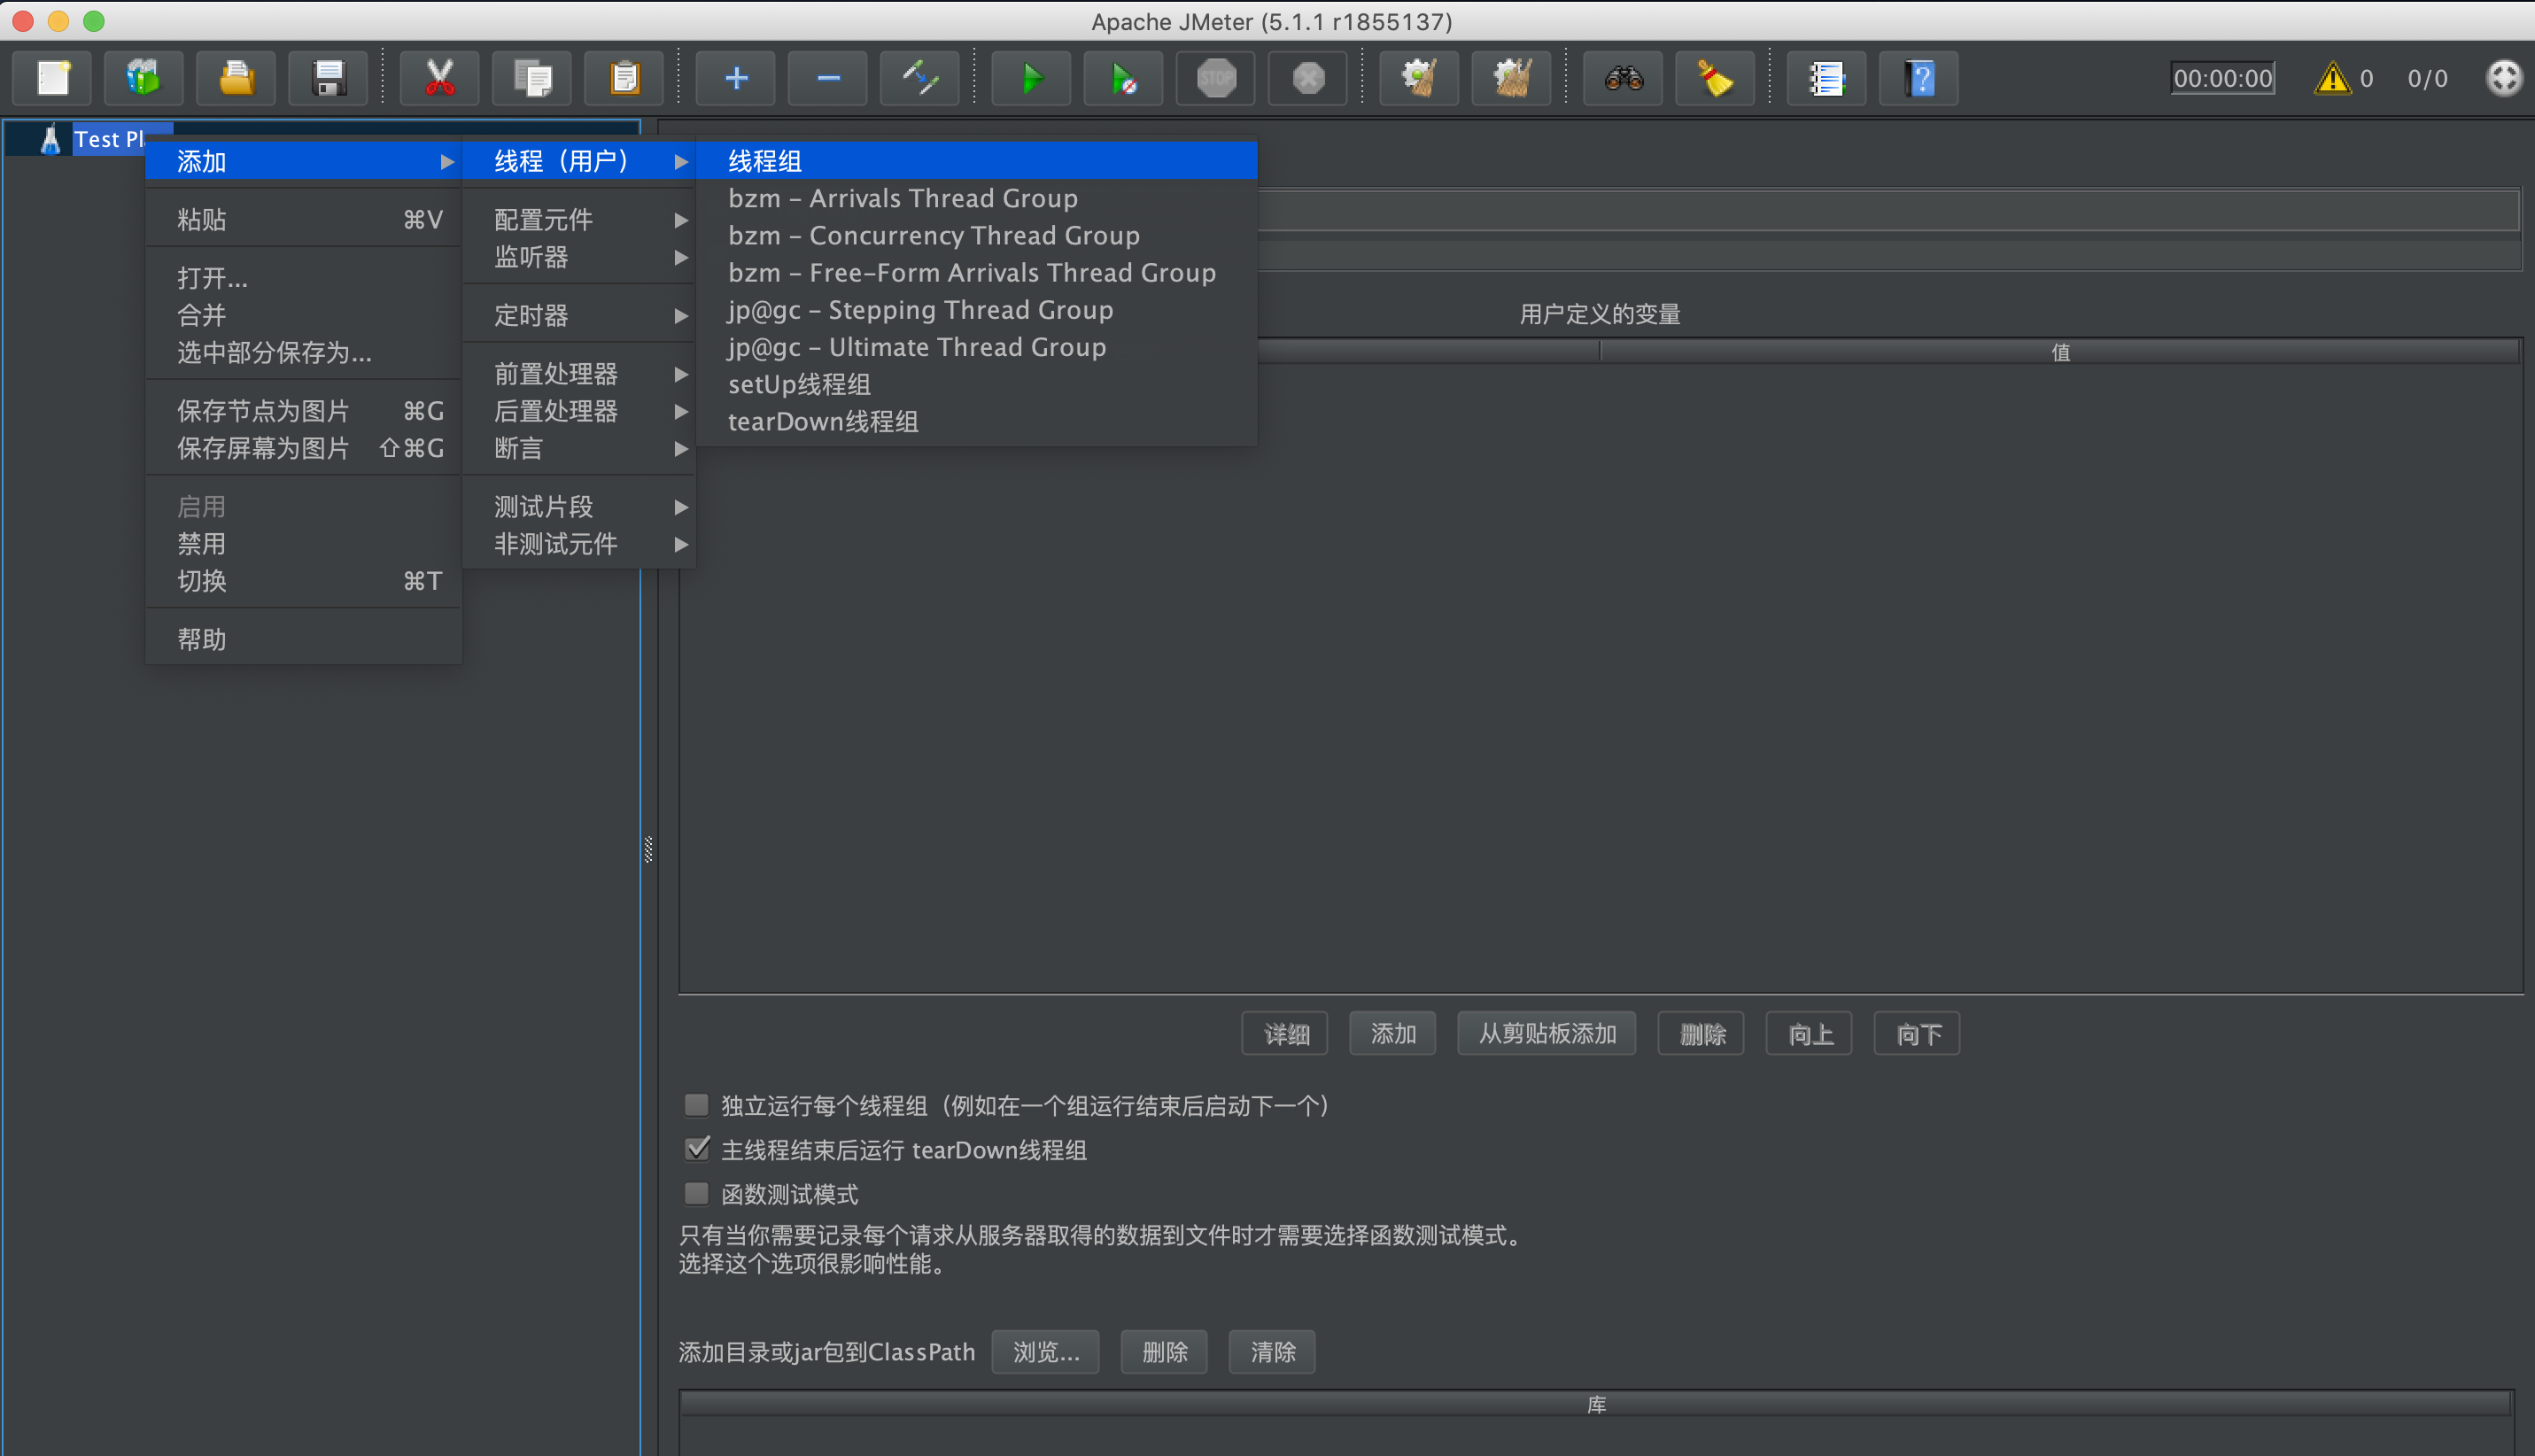 Apache JMeter (5.1.1 r1855137)
STOP
00:00:00
0
0/0
Test Pl
添加
粘贴 ⌘V
打开...
合并
选中部分保存为...
保存节点为图片 ⌘G
保存屏幕为图片 ⇧⌘G
启用
禁用
切换 ⌘T
帮助
线程（用户）
配置元件
监听器
定时器
前置处理器
后置处理器
断言
测试片段
非测试元件
线程组
bzm - Arrivals Thread Group
bzm - Concurrency Thread Group
bzm - Free-Form Arrivals Thread Group
jp@gc - Stepping Thread Group
jp@gc - Ultimate Thread Group
setUp线程组
tearDown线程组
用户定义的变量
值
详细 添加 从剪贴板添加 删除 向上 向下
独立运行每个线程组（例如在一个组运行结束后启动下一个）
主线程结束后运行 tearDown线程组
函数测试模式
只有当你需要记录每个请求从服务器取得的数据到文件时才需要选择函数测试模式。
选择这个选项很影响性能。
添加目录或jar包到ClassPath 浏览... 删除 清除
库